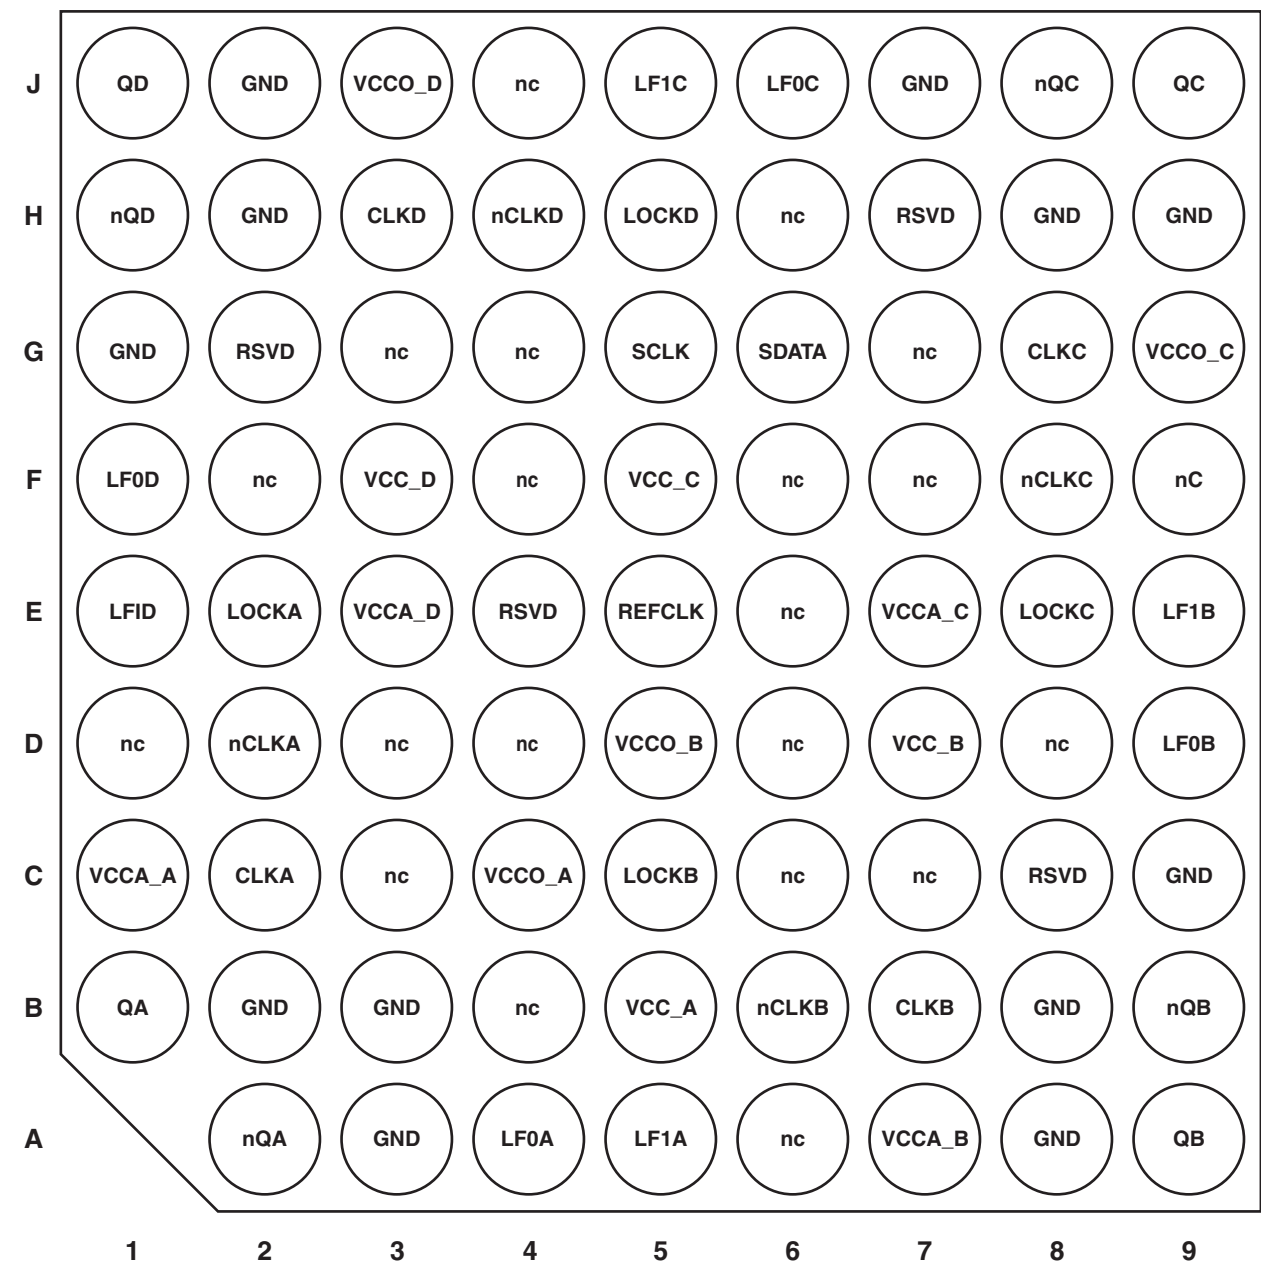 J QD GND VCCO_D nc LF1C LF0C GND nQC QC
H nQD GND CLKD nCLKD LOCKD nc RSVD GND GND
G GND RSVD nc nc SCLK SDATA nc CLKC VCCO_C
F LF0D nc VCC_D nc VCC_C nc nc nCLKC nC
E LFID LOCKA VCCA_D RSVD REFCLK nc VCCA_C LOCKC LF1B
D nc nCLKA nc nc VCCO_B nc VCC_B nc LF0B
C VCCA_A CLKA nc VCCO_A LOCKB nc nc RSVD GND
B QA GND GND nc VCC_A nCLKB CLKB GND nQB
A nQA GND LF0A LF1A nc VCCA_B GND QB
1 2 3 4 5 6 7 8 9